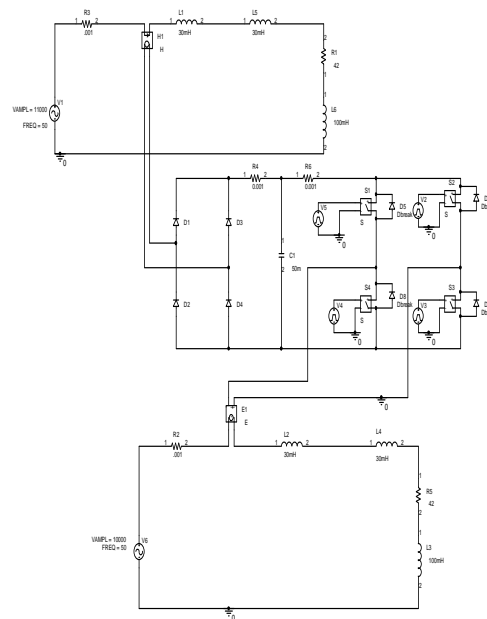 L1
L5
R3
1 2
1 2
1 2
.001
H1
30mH
30mH
H
2
R1
42
1
VAMPL = 11000
V1
FREQ = 50
1
L6
100mH
2
0
R4
R6
1 2
1 2
0.001
0.001
S1
S2
V5
D5
Dbreak
V2
D
Db
S
S
D1
D3
0
0
1
C1
50m
2
D2
D4
S4
S3
V4
D8
Dbreak
V3
D
Db
S
S
0
0
0
E1
R2
E
L2
L4
1 2
1 2
1 2
.001
30mH
30mH
1
R5
42
2
VAMPL = 10000
V6
FREQ = 50
1
L3
100mH
2
0